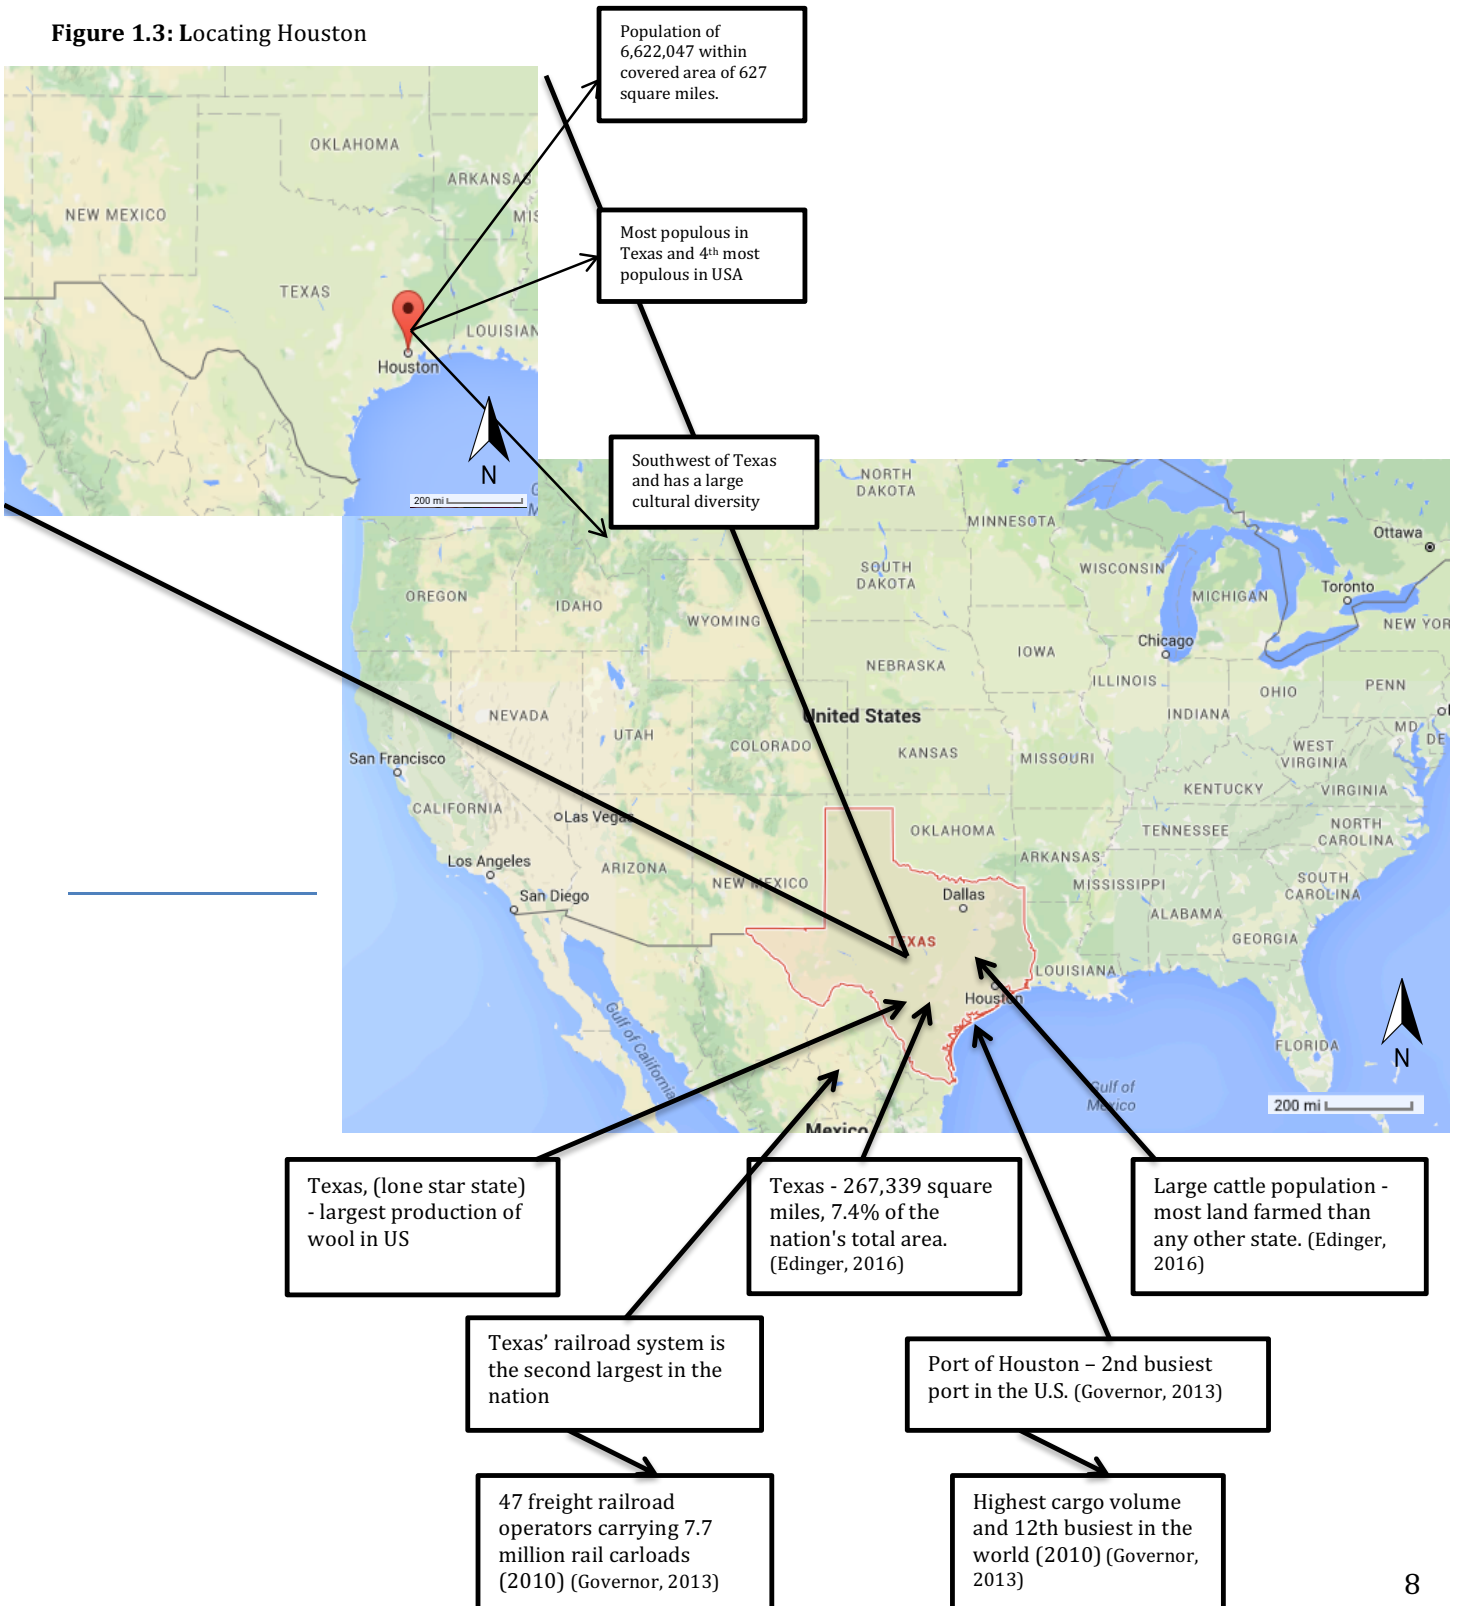 Figure 1.3: Locating Houston
Population of
6,622,047 within
covered area of 627
square miles.
OKLAHOMA
ARKANSAS
NEW MEXICO
MIS
Most populous in
Texas and 4th most
populous in USA
TEXAS
LOUISIAN
Houston
N
200 mi
Southwest of Texas
and has a large
cultural diversity
NORTH
DAKOTA
MINNESOTA
Ottawa
SOUTH
DAKOTA
WISCONSIN
MICHIGAN
Toronto
OREGON
IDAHO
WYOMING
NEW YOR
Chicago
IOWA
NEBRASKA
ILLINOIS
OHIO
PENN
NEVADA
United States
INDIANA
MD
DE
UTAH
COLORADO
KANSAS
MISSOURI
WEST
VIRGINIA
San Francisco
KENTUCKY
VIRGINIA
CALIFORNIA
Las Vegas
OKLAHOMA
TENNESSEE
NORTH
CAROLINA
Los Angeles
ARIZONA
NEW MEXICO
ARKANSAS
MISSISSIPPI
SOUTH
CAROLINA
San Diego
Dallas
ALABAMA
TEXAS
GEORGIA
LOUISIANA
Houston
Gulf of California
FLORIDA
N
Gulf of
Mexico
200 mi
Mexico
Texas, (lone star state)
- largest production of
wool in US
Texas - 267,339 square
miles, 7.4% of the
nation's total area.
(Edinger, 2016)
Large cattle population -
most land farmed than
any other state. (Edinger,
2016)
Texas’ railroad system is
the second largest in the
nation
Port of Houston – 2nd busiest
port in the U.S. (Governor, 2013)
47 freight railroad
operators carrying 7.7
million rail carloads
(2010) (Governor, 2013)
Highest cargo volume
and 12th busiest in the
world (2010) (Governor,
2013)
8